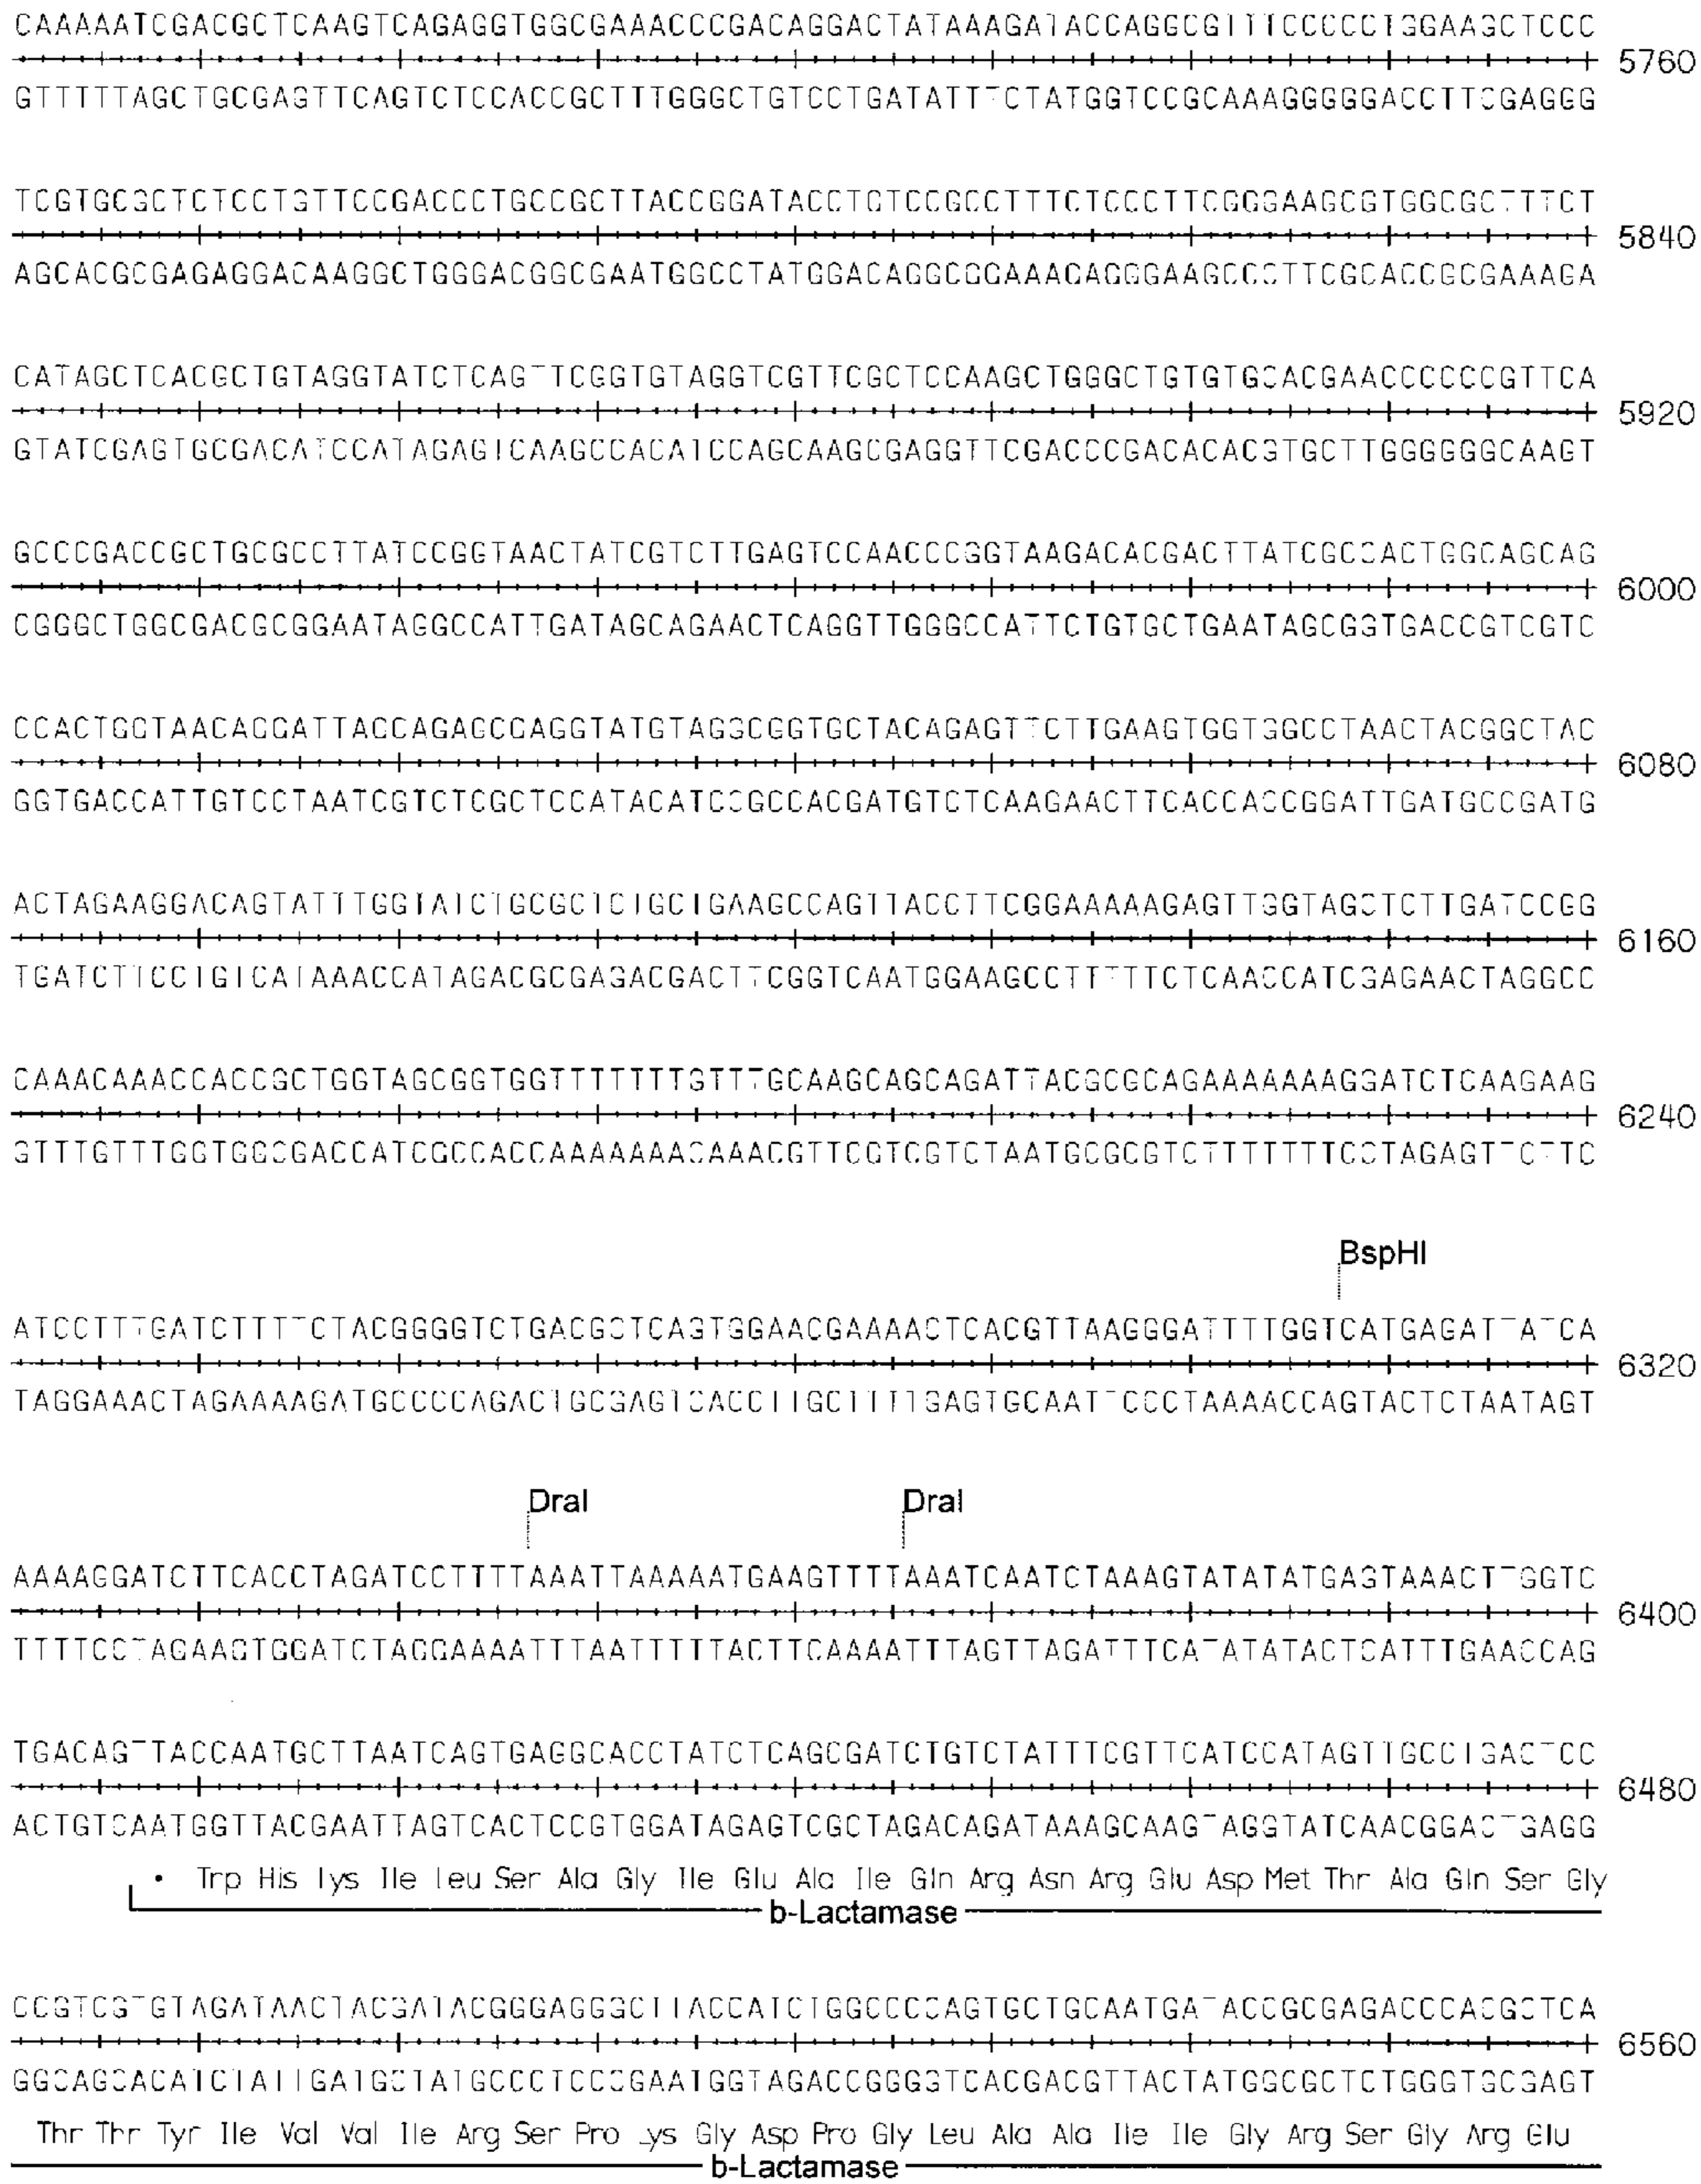 CAAAAATCGACGCTCAAGTCAGAGGTGGCGAAACCCGACAGGACTATAAAGATACCAGGCGTTTCCCCCTGGAAGCTCCC
5760
GTTTTTAGCTGCGAGTTCAGTCTCCACCGCTTTGGGCTGTCCTGATATTTCTATGGTCCGCAAAGGGGGACCTTCGAGGG
TCGTGCGCTCTCCTGTTCCGACCCTGCCGCTTACCGGATACCTGTCCGCCTTTCTCCCTTCGGGAAGCGTGGCGCTTTCT
5840
AGCACGCGAGAGGACAAGGCTGGGACGGCGAATGGCCTATGGACAGGCGGAAAGAGGGAAGCCCTTCGCACCGCGAAAGA
CATAGCTCACGCTGTAGGTATCTCAGTTCGGTGTAGGTCGTTCGCTCCAAGCTGGGCTGTGTGCACGAACCCCCCGTTCA
5920
GTATCGAGTGCGACATCCATAGAGTCAAGCCACATCCAGCAAGCGAGGTTCGACCCGACACACGTGCTTGGGGGGCAAGT
GCCCGACCGCTGCGCCTTATCCGGTAACTATCGTCTTGAGTCCAACCCGGTAAGACACGACTTATCGCCACTGGCAGCAG
6000
CGGGCTGGCGACGCGGAATAGGCCATTGATAGCAGAACTCAGGTTGGGCCATTCTGTGCTGAATAGCGGTGACCGTCGTC
CCACTGGTAACAGGATTAGCAGAGCGAGGTATGTAGGCGGTGCTACAGAGTTCTTGAAGTGGTGGCCTAACTACGGCTAC
6080
GGTGACCATTGTCCTAATCGTCTCGCTCCATACATCCGCCACGATGTCTCAAGAACTTCACCACCGGATTGATGCCGATG
ACTAGAAGGACAGTATTTGGTATCTGCGCTCTGCTGAAGCCAGTTACCTTCGGAAAAAGAGTTGGTAGCTCTTGATCCGG
6160
TGATCTTCCTGTCATAAACCATAGACGCGAGACGACTTCGGTCAATGGAAGCCTTTTTCTCAACCATCGAGAACTAGGCC
CAAACAAACCACCGCTGGTAGCGGTGGTTTTTTTGTTTGCAAGCAGCAGATTACGCGCAGAAAAAAAGGATCTCAAGAAG
6240
GTTTGTTTGGTGGCGACCATCGCCACCAAAAAAACAAACGTTCGTCGTCTAATGCGCGTCTTTTTTTCCTAGAGTTCTTC
BspHI
ATCCTTTGATCTTTTCTACGGGGTCTGACGCTCAGTGGAACGAAAACTCACGTTAAGGGATTTTGGTCATGAGATTATCA
6320
TAGGAAACTAGAAAAGATGCCCCAGACTGCGAGTCACCTTGCTTTTGAGTGCAATTCCCTAAAACCAGTACTCTAATAGT
DraI DraI
AAAAGGATCTTCACCTAGATCCTTTTAAATTAAAAATGAAGTTTTAAATCAATCTAAAGTATATATGAGTAAACTTGGTC
6400
TTTTCCTAGAAGTGGATCTAGGAAAATTTAATTTTTACTTCAAAATTTAGTTAGATTTCATATATACTCATTTGAACCAG
TGACAGTTACCAATGCTTAATCAGTGAGGCACCTATCTCAGCGATCTGTCTATTTCGTTCATCCATAGTTGCCTGACTCC
6480
ACTGTCAATGGTTACGAATTAGTCACTCCGTGGATAGAGTCGCTAGACAGATAAAGCAAGTAGGTATCAACGGACTGAGG
• Trp His Lys Ile Leu Ser Ala Gly Ile Glu Ala Ile Gln Arg Asn Arg Glu Asp Met Thr Ala Gln Ser Gly
b-Lactamase
CCGTCGTGTAGATAACTACGATACGGGAGGGCTTACCATCTGGCCCCAGTGCTGCAATGATACCGCGAGACCCACGCTCA
6560
GGCAGCACATCTATTGATGCTATGCCCTCCCGAATGGTAGACCGGGGTCACGACGTTACTATGGCGCTCTGGGTGCGAGT
Thr Thr Tyr Ile Val Val Ile Arg Ser Pro Lys Gly Asp Pro Gly Leu Ala Ala Ile Ile Gly Arg Ser Gly Arg Glu
b-Lactamase